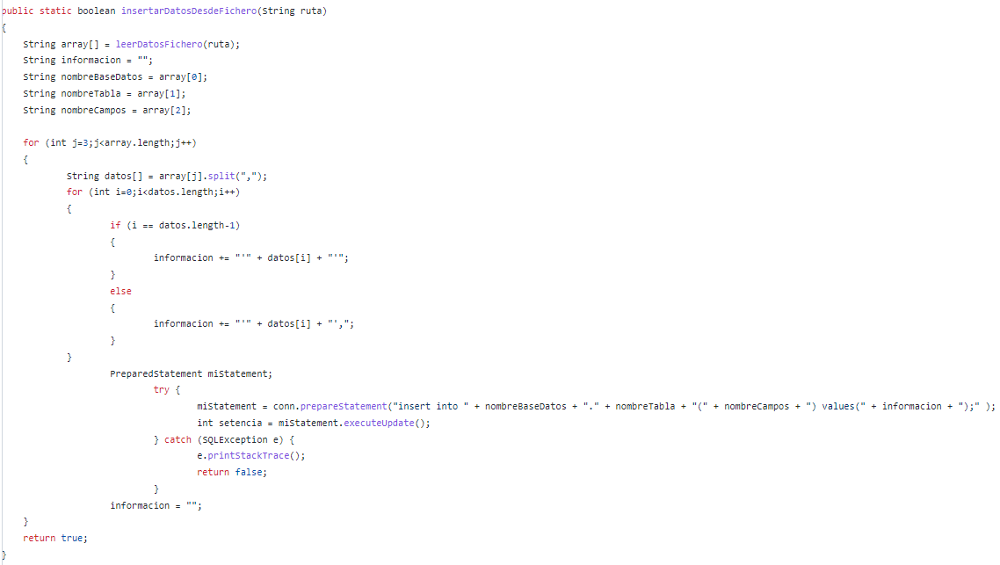 public static boolean insertarDatosDesdeFichero(String ruta)
{
String array[] = leerDatosFichero(ruta);
String informacion = "";
String nombreBaseDatos = array[0];
String nombreTabla = array[1];
String nombreCampos = array[2];
for (int j=3;j<array.length;j++)
{
String datos[] = array[j].split(",");
for (int i=0;i<datos.length;i++)
{
if (i == datos.length-1)
{
informacion += "'" + datos[i] + "'";
}
else
{
informacion += "'" + datos[i] + "',";
}
}
PreparedStatement miStatement;
try {
miStatement = conn.prepareStatement("insert into " + nombreBaseDatos + "." + nombreTabla + "(" + nombreCampos + ") values(" + informacion + ");" );
int setencia = miStatement.executeUpdate();
} catch (SQLException e) {
e.printStackTrace();
return false;
}
informacion = "";
}
return true;
}